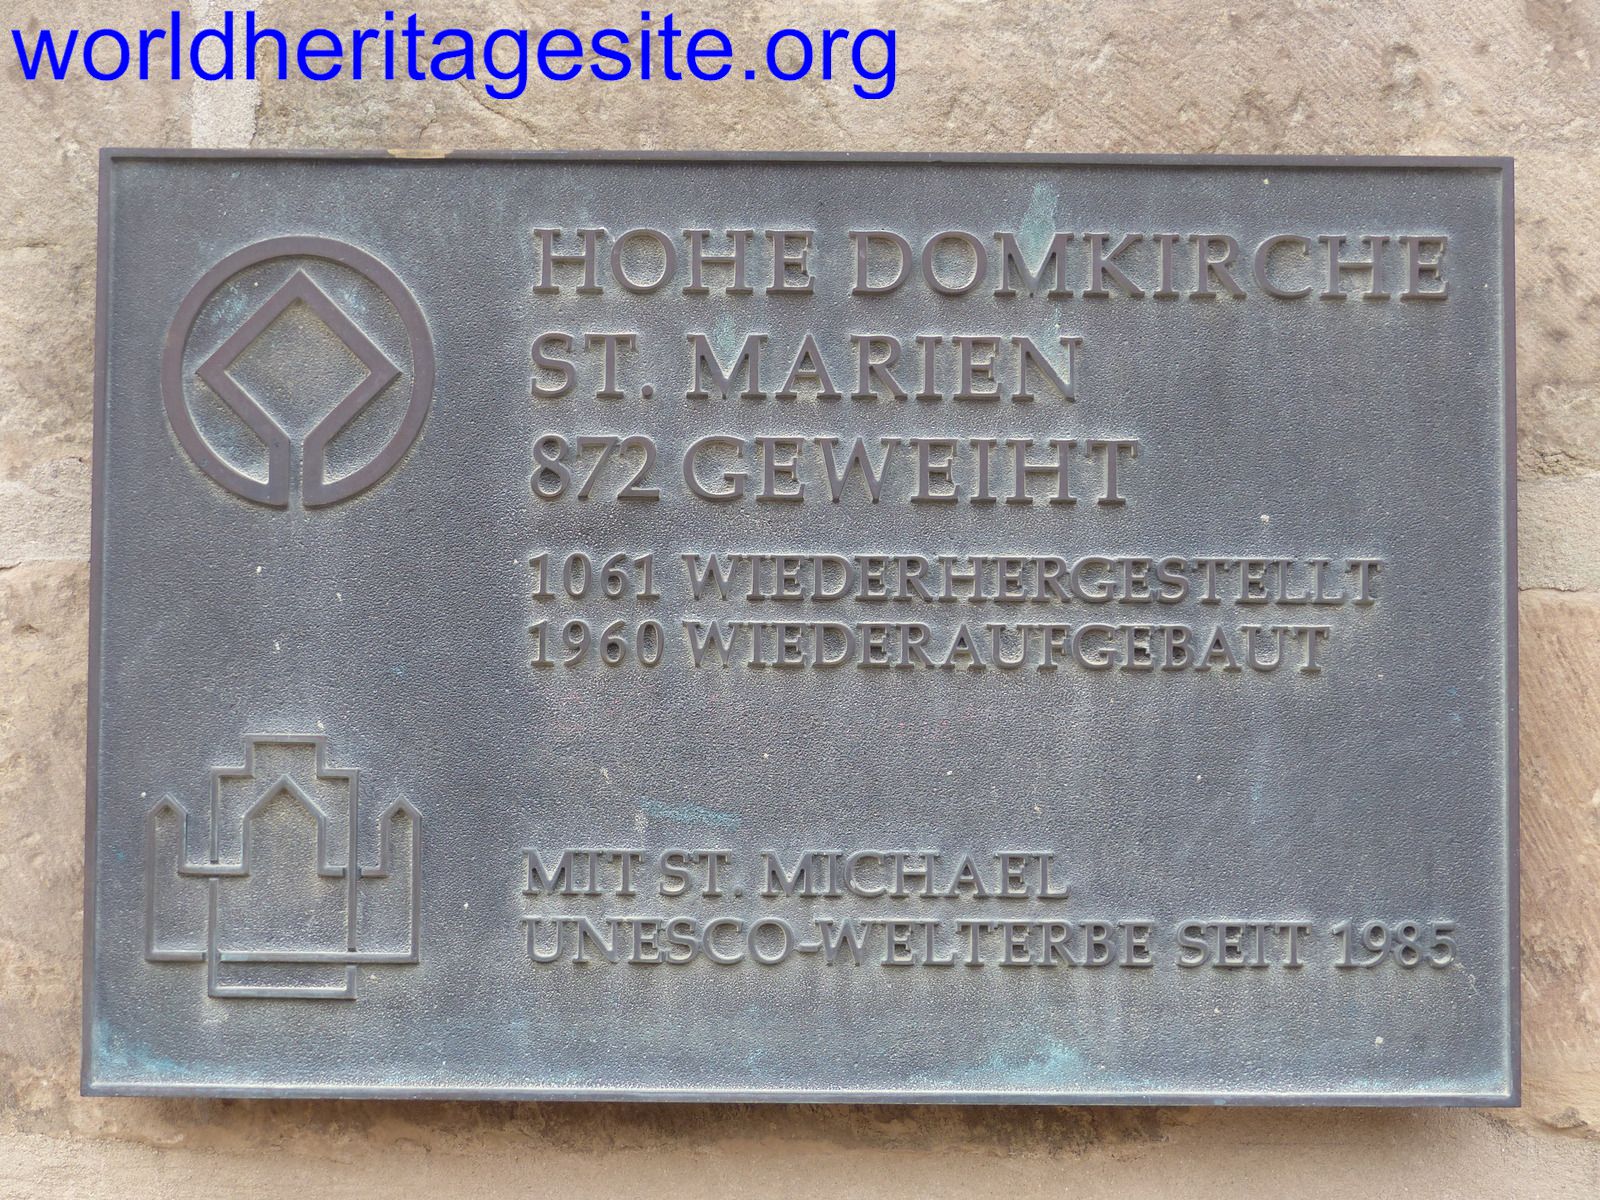 worldheritagesite.org
HOHE DOMKIRCHE
ST. MARIEN
872 GEWEIHT
1061 WIEDERHERGESTELLT
1960 WIEDERAUFGEBAUT
MIT ST. MICHAEL
UNESCO-WELTERBE SEIT 1985